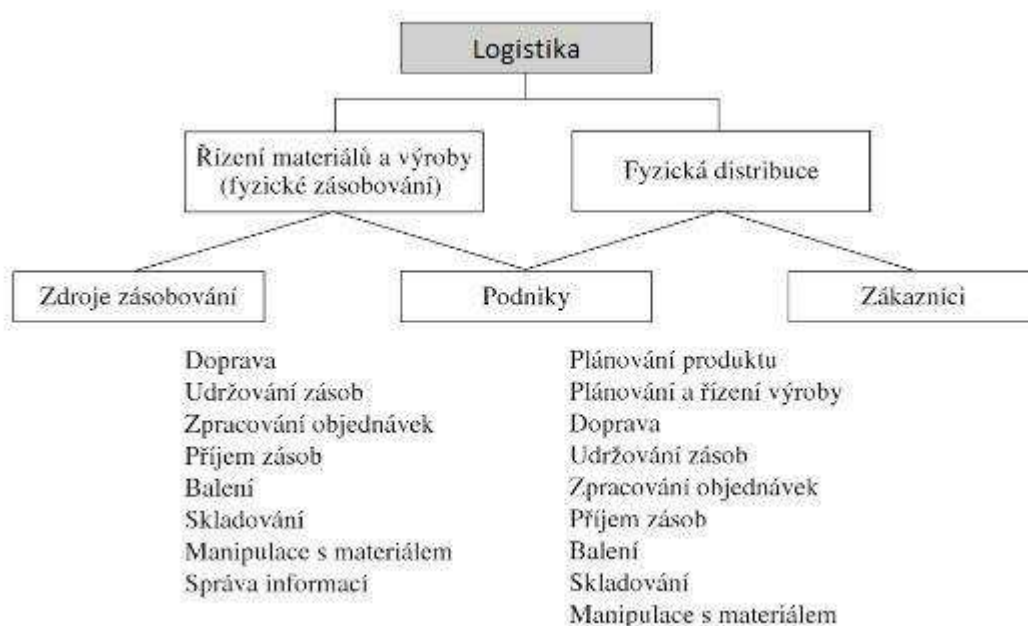 Logistika
Řízení materiálů a výroby
(fyzické zásobování)
Fyzická distribuce
Zdroje zásobování
Podniky
Zákazníci
Doprava
Udržování zásob
Zpracování objednávek
Příjem zásob
Balení
Skladování
Manipulace s materiálem
Správa informací
Plánování produktu
Plánování a řízení výroby
Doprava
Udržování zásob
Zpracování objednávek
Příjem zásob
Balení
Skladování
Manipulace s materiálem